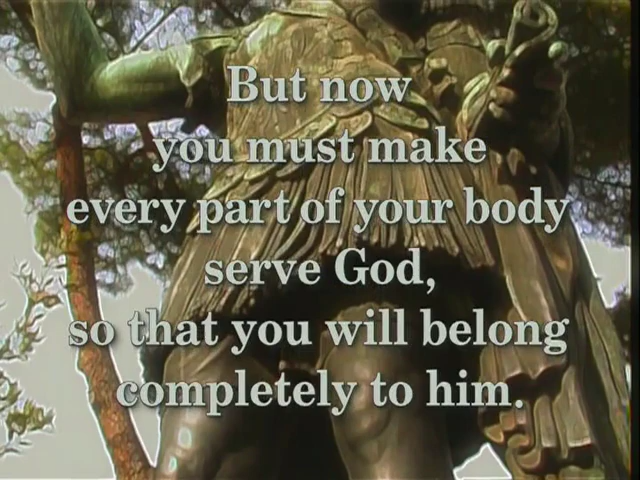 But now
you must make
every part of your body
serve God,
so that you will belong
completely to him.